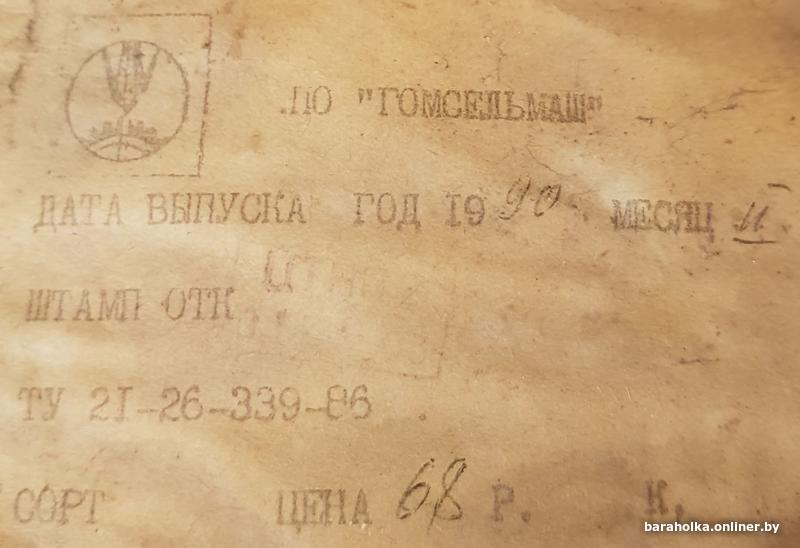 ПО "ГОМСЕЛЬМАШ"
ДАТА ВЫПУСКА ГОД 1990 МЕСЯЦ II
ШТАМП ОТК
ТУ 21-26-339-86
СОРТ ЦЕНА 68 Р. К.
baraholka.onliner.by